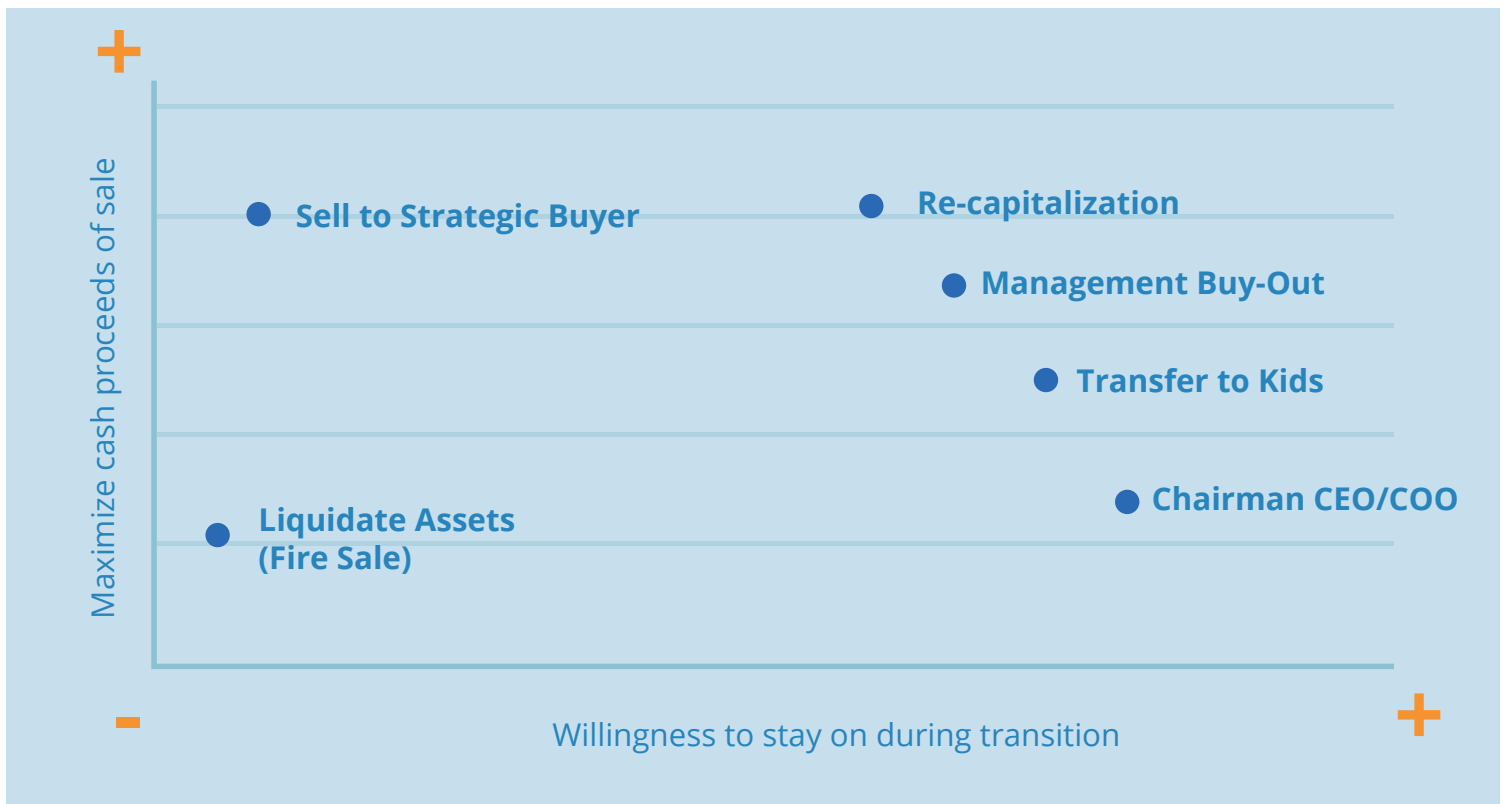 +
Maximize cash proceeds of sale
Sell to Strategic Buyer
Re-capitalization
Management Buy-Out
Transfer to Kids
Chairman CEO/COO
Liquidate Assets
(Fire Sale)
-
Willingness to stay on during transition
+